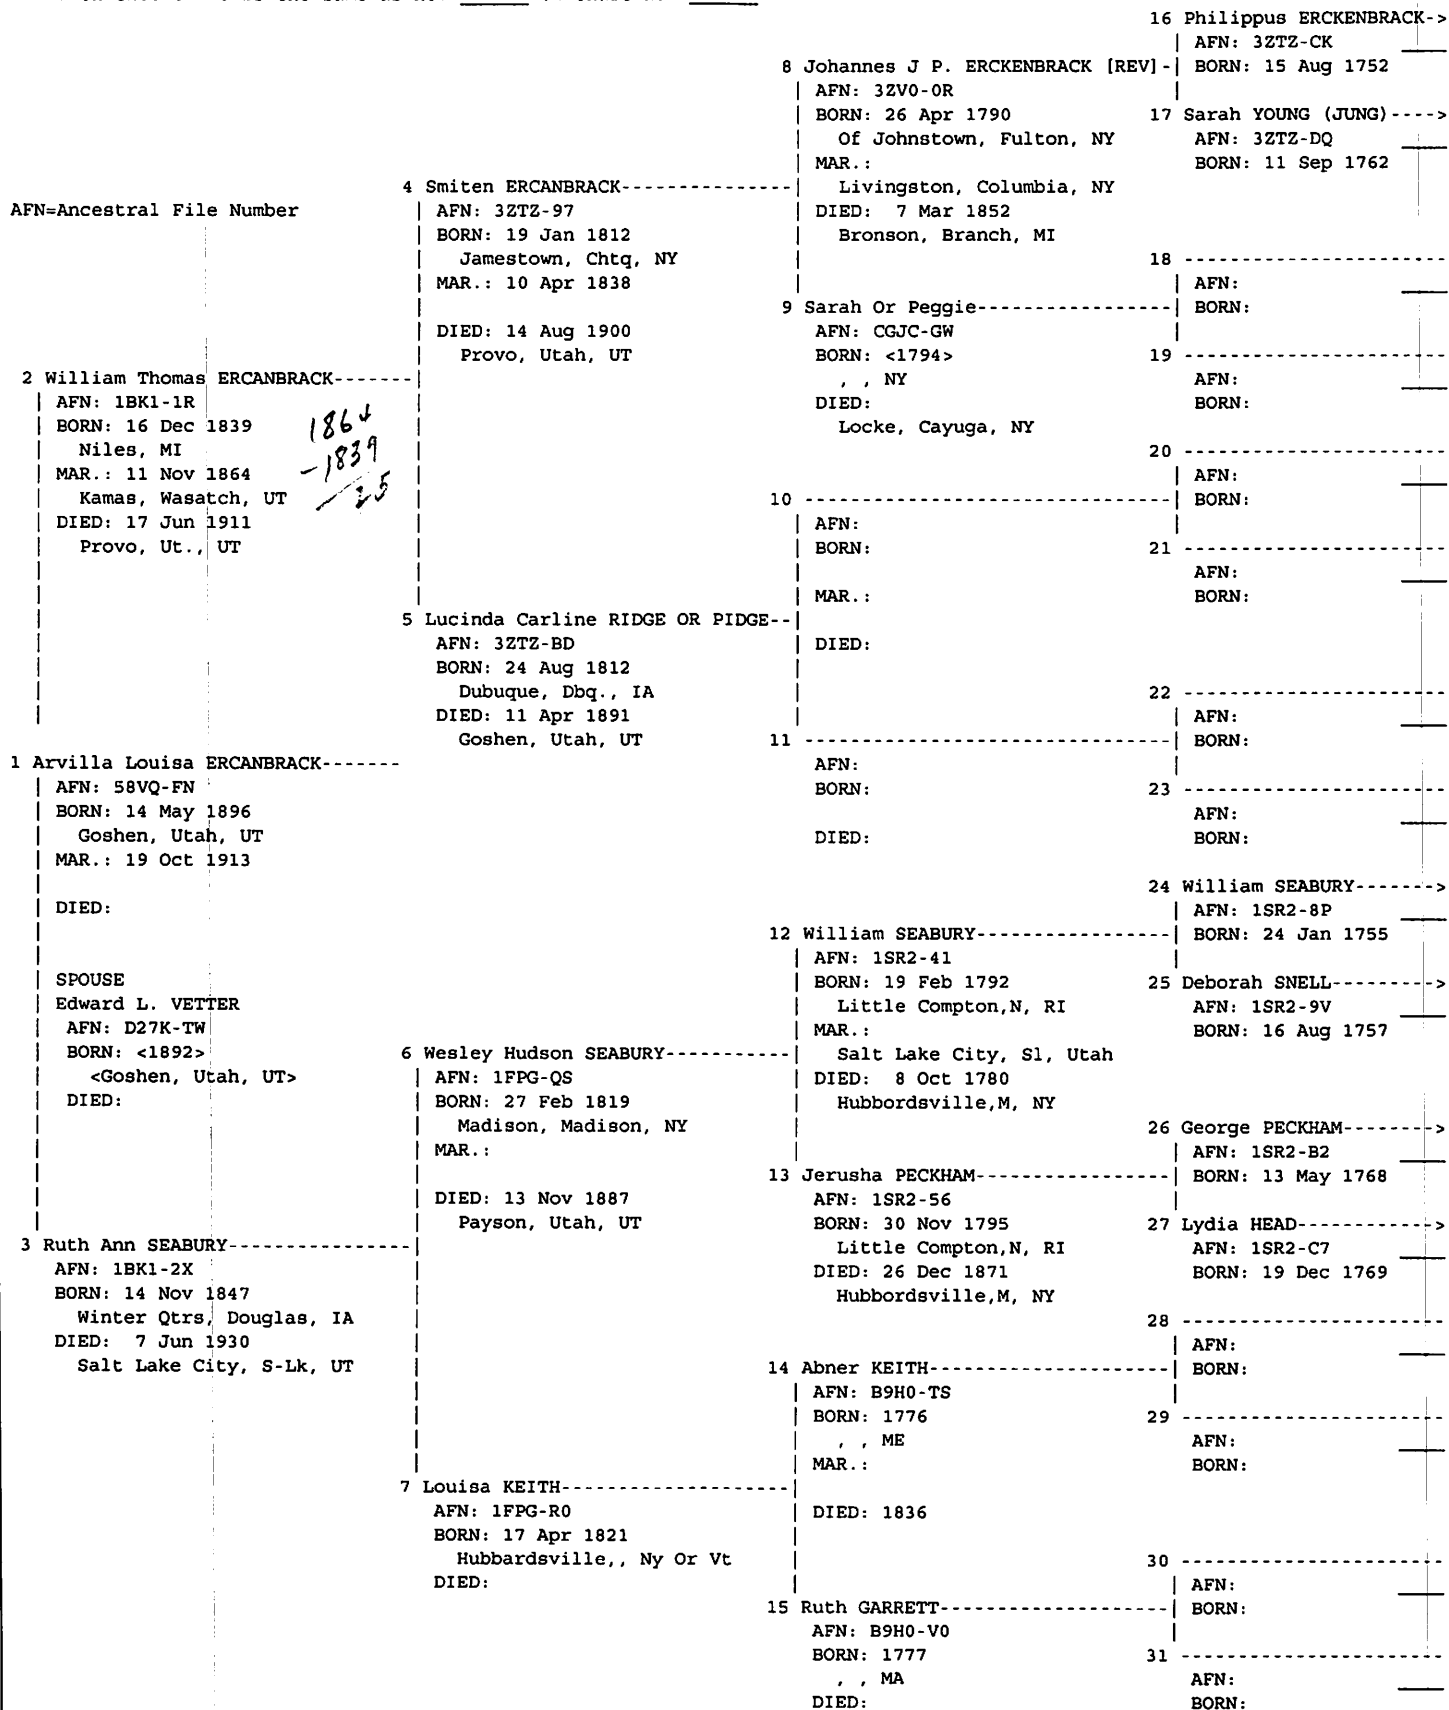 AFN=Ancestral File Number
1 Arvilla Louisa ERCANBRACK-------
AFN: 58VQ-FN
BORN: 14 May 1896
Goshen, Utah, UT
MAR.: 19 Oct 1913
DIED:
SPOUSE
Edward L. VETTER
AFN: D27K-TW
BORN: <1892>
<Goshen, Utah, UT>
DIED:
2 William Thomas ERCANBRACK-------
AFN: 1BK1-1R
BORN: 16 Dec 1839
Niles, MI
MAR.: 11 Nov 1864
Kamas, Wasatch, UT
DIED: 17 Jun 1911
Provo, Ut., UT
1864
-1839
25
3 Ruth Ann SEABURY----------------
AFN: 1BK1-2X
BORN: 14 Nov 1847
Winter Qtrs, Douglas, IA
DIED: 7 Jun 1930
Salt Lake City, S-Lk, UT
4 Smiten ERCANBRACK--------------
AFN: 3ZTZ-97
BORN: 19 Jan 1812
Jamestown, Chtq, NY
MAR.: 10 Apr 1838
DIED: 14 Aug 1900
Provo, Utah, UT
5 Lucinda Carline RIDGE OR PIDGE--
AFN: 3ZTZ-BD
BORN: 24 Aug 1812
Dubuque, Dbq., IA
DIED: 11 Apr 1891
Goshen, Utah, UT
6 Wesley Hudson SEABURY-----------
AFN: 1FPG-QS
BORN: 27 Feb 1819
Madison, Madison, NY
MAR.:
DIED: 13 Nov 1887
Payson, Utah, UT
7 Louisa KEITH--------------------
AFN: 1FPG-R0
BORN: 17 Apr 1821
Hubbardsville,, Ny Or Vt
DIED:
8 Johannes J P. ERCKENBRACK [REV]-
AFN: 3ZV0-0R
BORN: 26 Apr 1790
Of Johnstown, Fulton, NY
MAR.:
Livingston, Columbia, NY
DIED: 7 Mar 1852
Bronson, Branch, MI
9 Sarah Or Peggie----------------
AFN: CGJC-GW
BORN: <1794>
, , NY
DIED:
Locke, Cayuga, NY
10 ------------------------------
AFN:
BORN:
MAR.:
DIED:
11 ------------------------------
AFN:
BORN:
DIED:
12 William SEABURY----------------
AFN: 1SR2-41
BORN: 19 Feb 1792
Little Compton,N, RI
MAR.:
Salt Lake City, Sl, Utah
DIED: 8 Oct 1780
Hubbordsville,M, NY
13 Jerusha PECKHAM----------------
AFN: 1SR2-56
BORN: 30 Nov 1795
Little Compton,N, RI
DIED: 26 Dec 1871
Hubbordsville,M, NY
14 Abner KEITH--------------------
AFN: B9H0-TS
BORN: 1776
, , ME
MAR.:
DIED: 1836
15 Ruth GARRETT-------------------
AFN: B9H0-V0
BORN: 1777
, , MA
DIED:
16 Philippus ERCKENBRACK->
AFN: 3ZTZ-CK
BORN: 15 Aug 1752
17 Sarah YOUNG (JUNG)---->
AFN: 3ZTZ-DQ
BORN: 11 Sep 1762
18 ----------------------
AFN:
BORN:
19 ----------------------
AFN:
BORN:
20 ----------------------
AFN:
BORN:
21 ----------------------
AFN:
BORN:
22 ----------------------
AFN:
BORN:
23 ----------------------
AFN:
BORN:
24 William SEABURY------->
AFN: 1SR2-8P
BORN: 24 Jan 1755
25 Deborah SNELL--------->
AFN: 1SR2-9V
BORN: 16 Aug 1757
26 George PECKHAM-------->
AFN: 1SR2-B2
BORN: 13 May 1768
27 Lydia HEAD------------>
AFN: 1SR2-C7
BORN: 19 Dec 1769
28 ----------------------
AFN:
BORN:
29 ----------------------
AFN:
BORN:
30 ----------------------
AFN:
BORN:
31 ----------------------
AFN:
BORN: